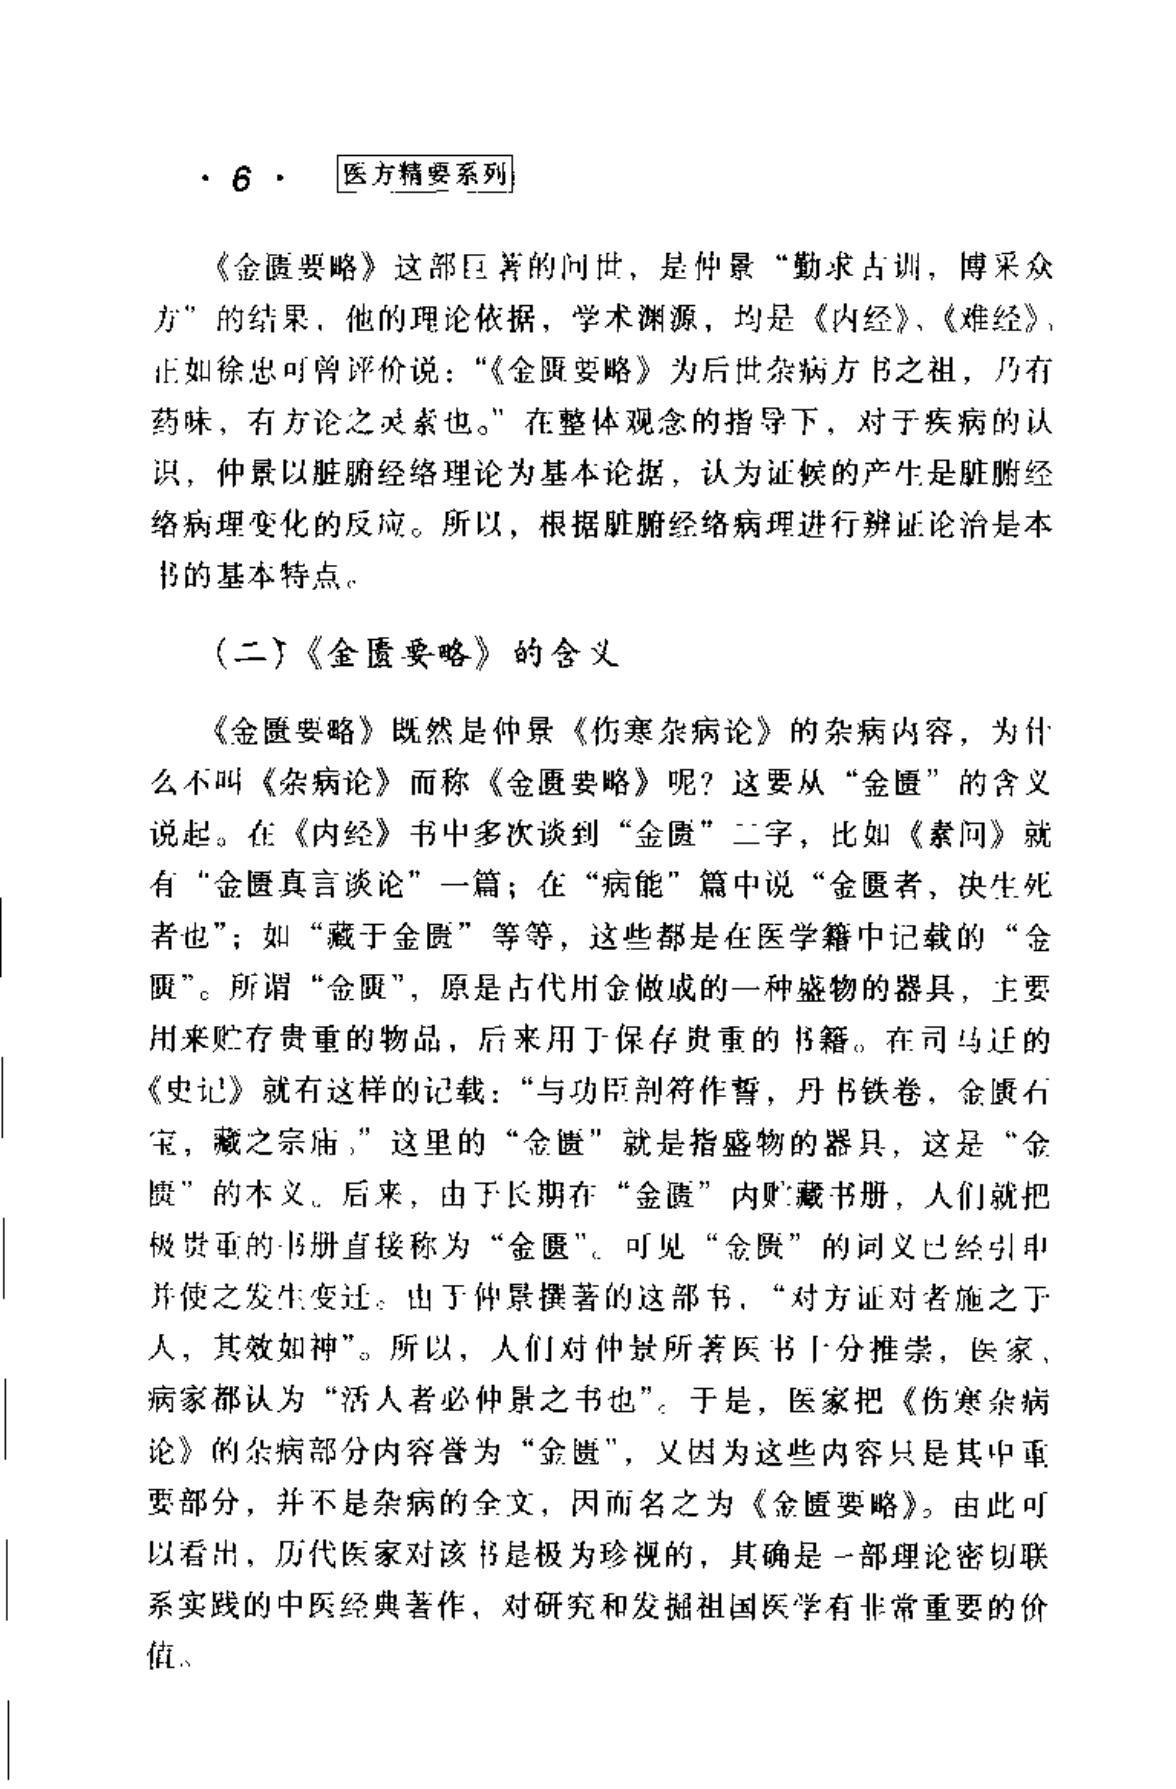 ·6· 医方精要系列
《金匮要略》这部巨著的问世，是仲景“勤求古训，博采众
方”的结果，他的理论依据，学术渊源，均是《内经》、《难经》，
正如徐忠可曾评价说：“《金匮要略》为后世杂病方书之祖，乃有
药味，有方论之灵素也。”在整体观念的指导下，对于疾病的认
识，仲景以脏腑经络理论为基本论据，认为证候的产生是脏腑经
络病理变化的反应。所以，根据脏腑经络病理进行辨证论治是本
书的基本特点。
(二)《金匮要略》的含义
《金匮要略》既然是仲景《伤寒杂病论》的杂病内容，为什
么不叫《杂病论》而称《金匮要略》呢？这要从“金匮”的含义
说起。在《内经》书中多次谈到“金匮”二字，比如《素问》就
有“金匮真言谈论”一篇；在“病能”篇中说“金匮者，决生死
者也”；如“藏于金匮”等等，这些都是在医学籍中记载的“金
匮”。所谓“金匮”，原是古代用金做成的一种盛物的器具，主要
用来贮存贵重的物品，后来用于保存贵重的书籍。在司马迁的
《史记》就有这样的记载：“与功臣剖符作誓，丹书铁卷，金匮石
宝，藏之宗庙，”这里的“金匮”就是指盛物的器具，这是“金
匮”的本义。后来，由于长期在“金匮”内贮藏书册，人们就把
极贵重的书册直接称为“金匮”。可见“金匮”的词义已经引申
并使之发生变迁。由于仲景撰著的这部书，“对方证对者施之于
人，其效如神”。所以，人们对仲景所著医书十分推崇，医家、
病家都认为“活人者必仲景之书也”。于是，医家把《伤寒杂病
论》的杂病部分内容誉为“金匮”，又因为这些内容只是其中重
要部分，并不是杂病的全文，因而名之为《金匮要略》。由此可
以看出，历代医家对该书是极为珍视的，其确是一部理论密切联
系实践的中医经典著作，对研究和发掘祖国医学有非常重要的价
值。